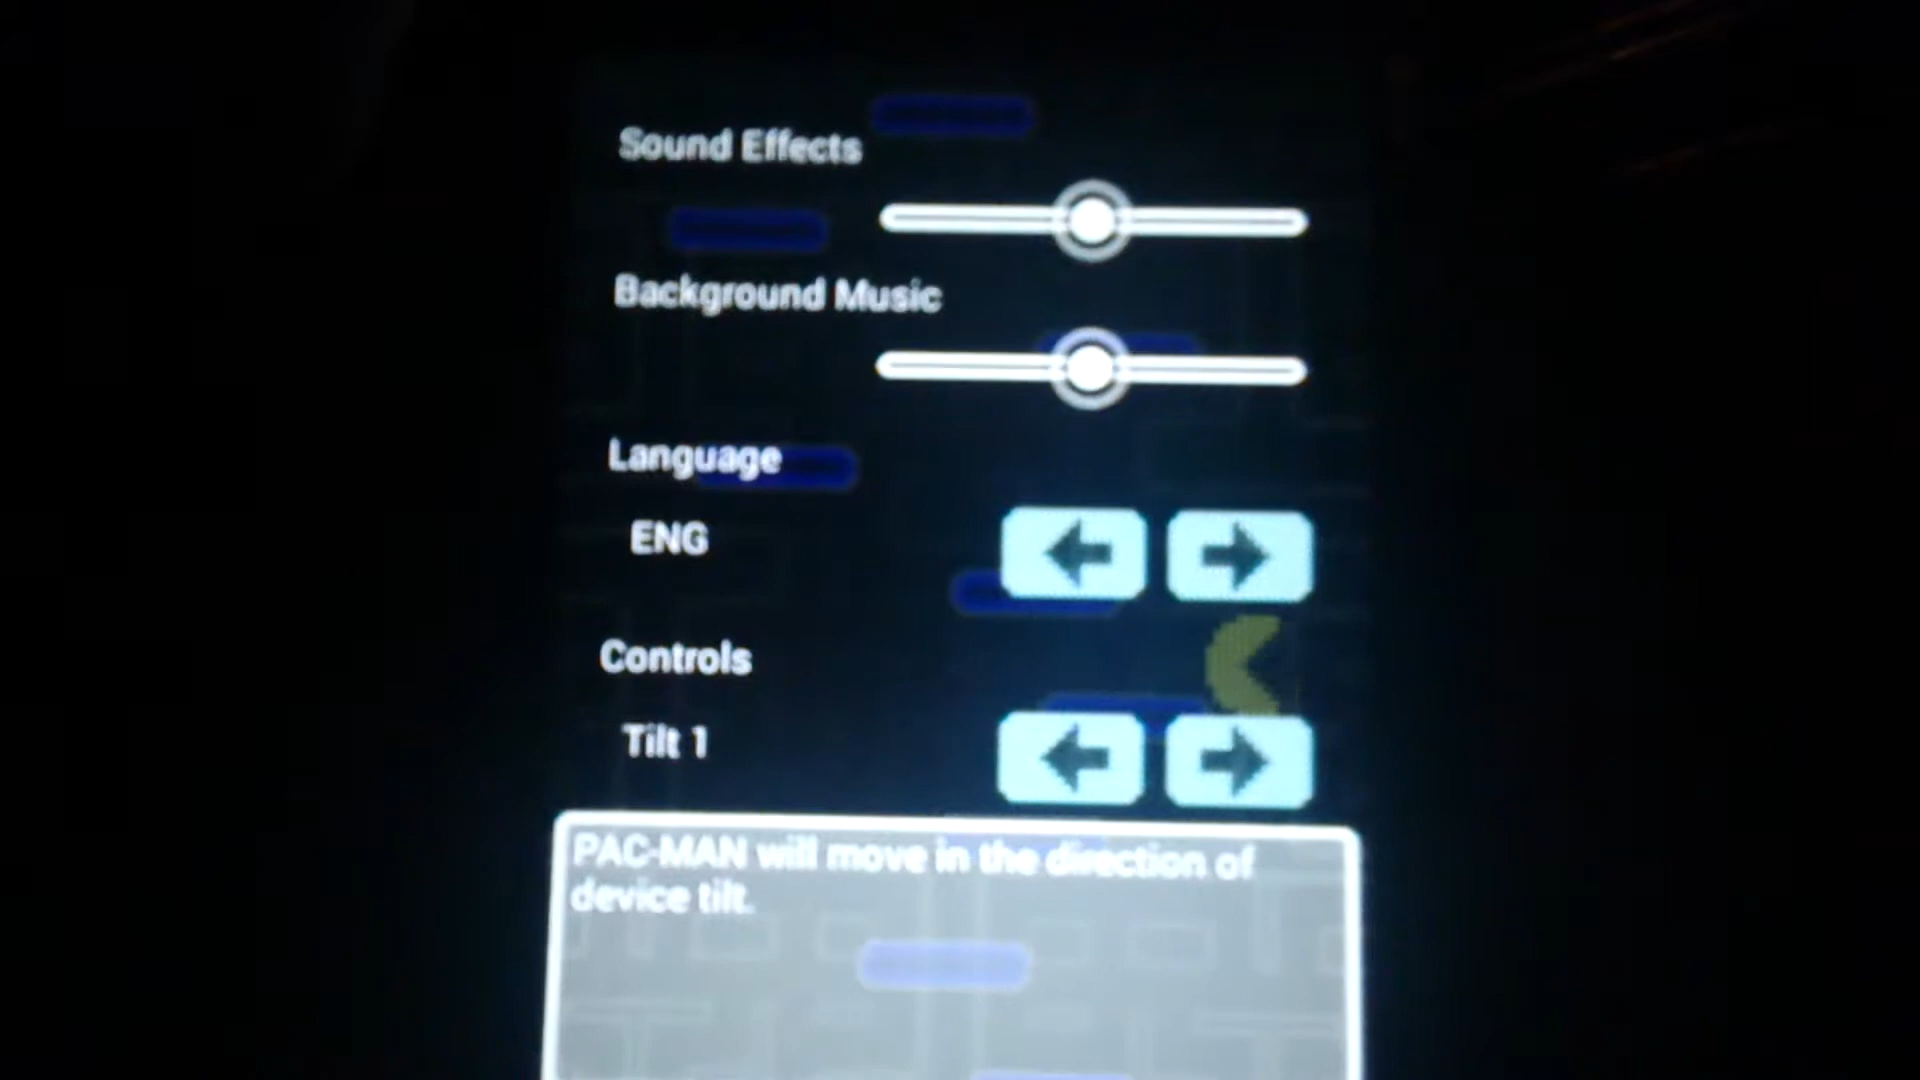 Sound Effects
Background Music
Language
ENG
Controls
Tilt 1
PAC-MAN will move in the direction of
device tilt.